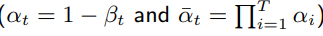 (αₜ = 1 − βₜ and ᾱₜ = ∏ᵢ₌₁ᵀ αᵢ)